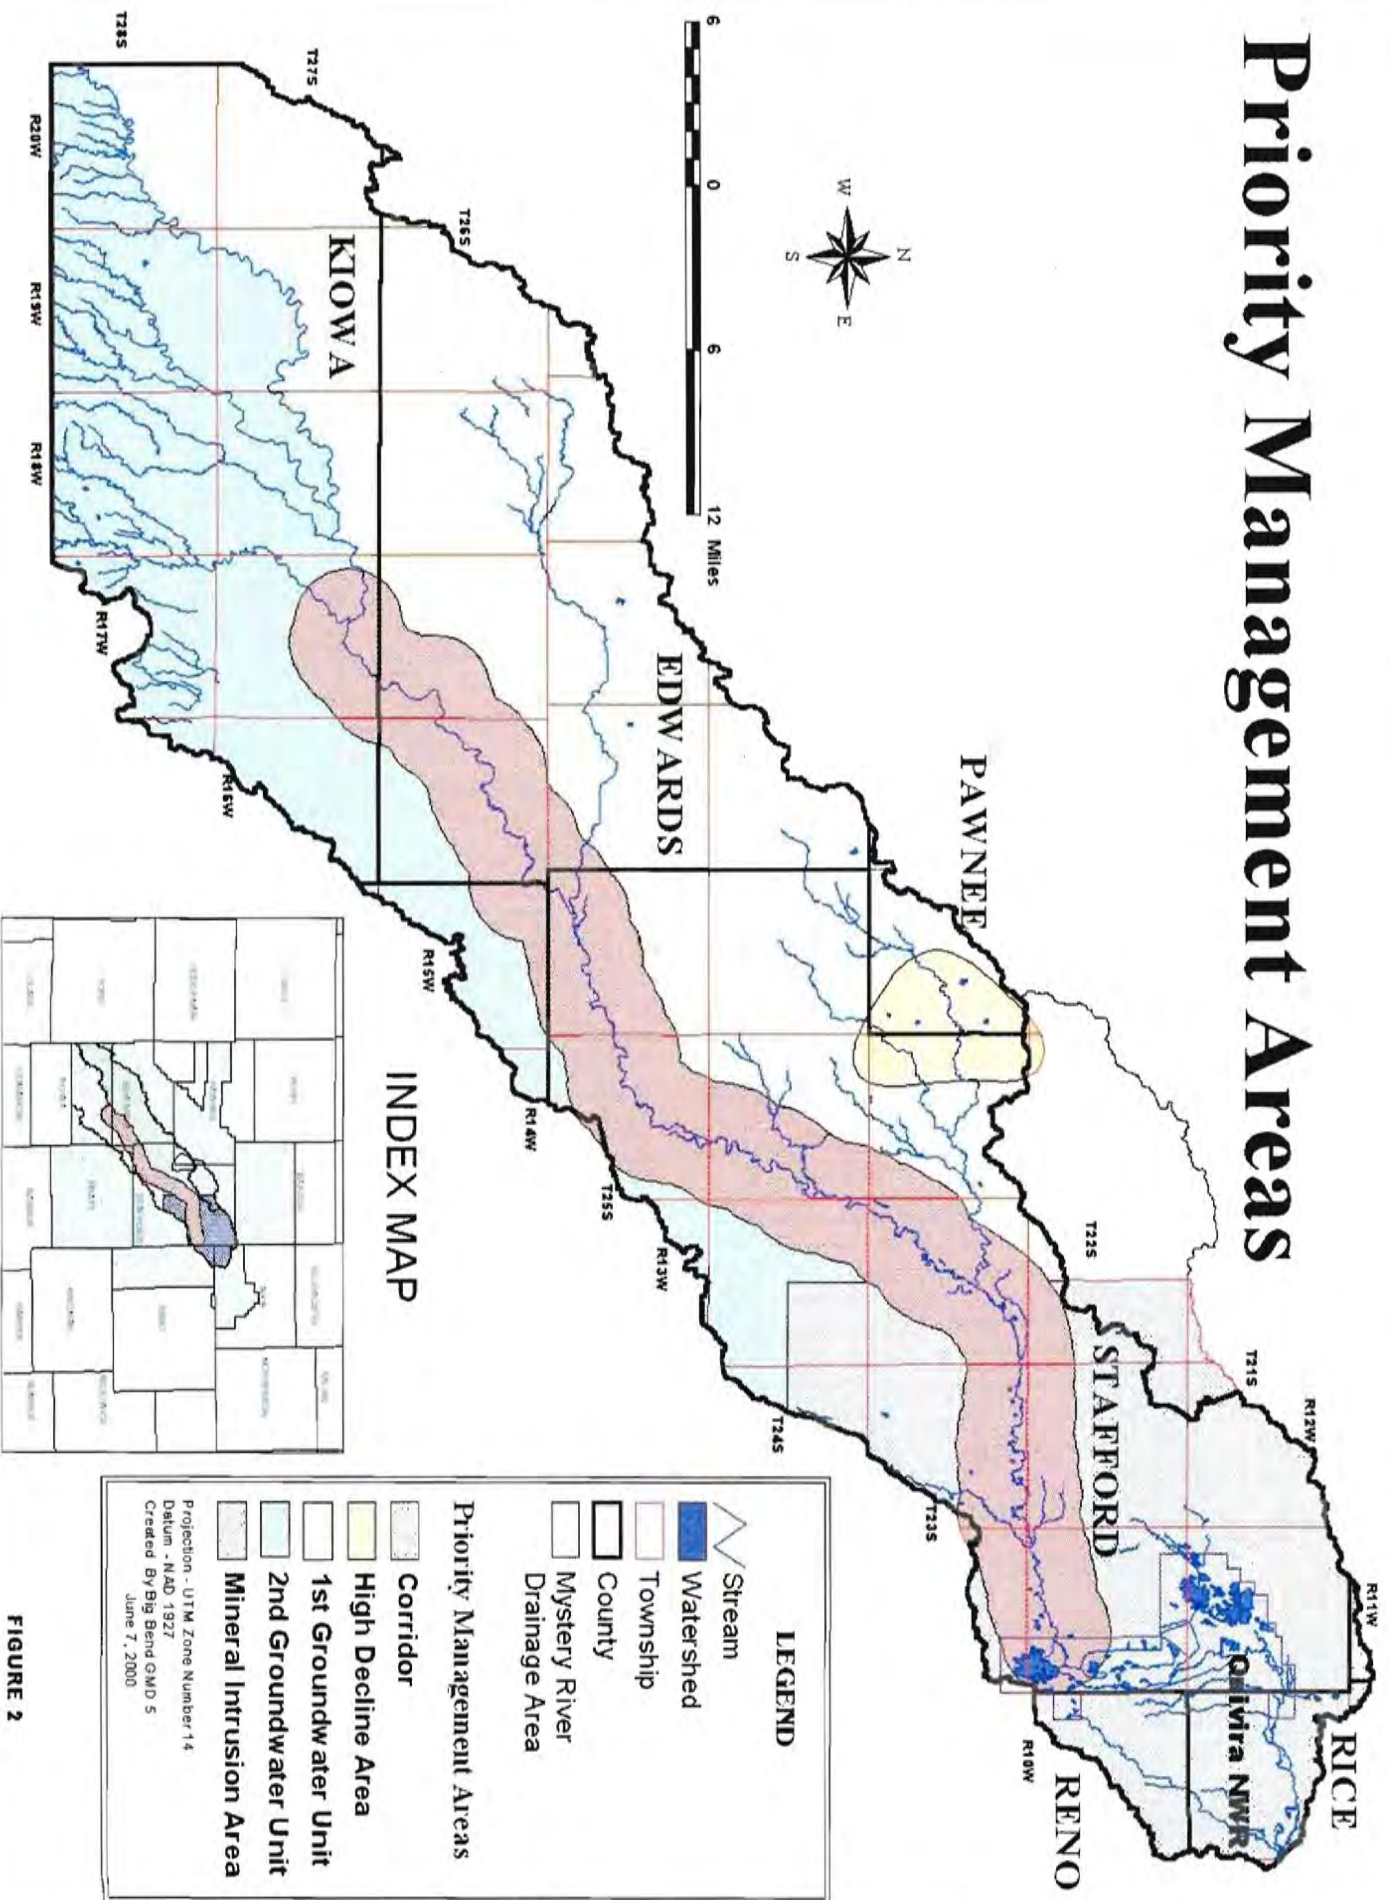 Priority Management Areas
N
W
E
S
6
0
6
12 Miles
T28S
T27S
T26S
R20W
R19W
R18W
R17W
R16W
R15W
R14W
T25S
R13W
T24S
T23S
T22S
T21S
R12W
R11W
R10W
KIOWA
EDWARDS
PAWNEE
STAFFORD
RICE
RENO
Quivira NWR
INDEX MAP
LEGEND
Stream
Watershed
Township
County
Mystery River
Drainage Area
Priority Management Areas
Corridor
High Decline Area
1st Groundwater Unit
2nd Groundwater Unit
Mineral Intrusion Area
Projection - UTM Zone Number 14
Datum - NAD 1927
Created By Big Bend GMD 5
June 7, 2000
FIGURE 2